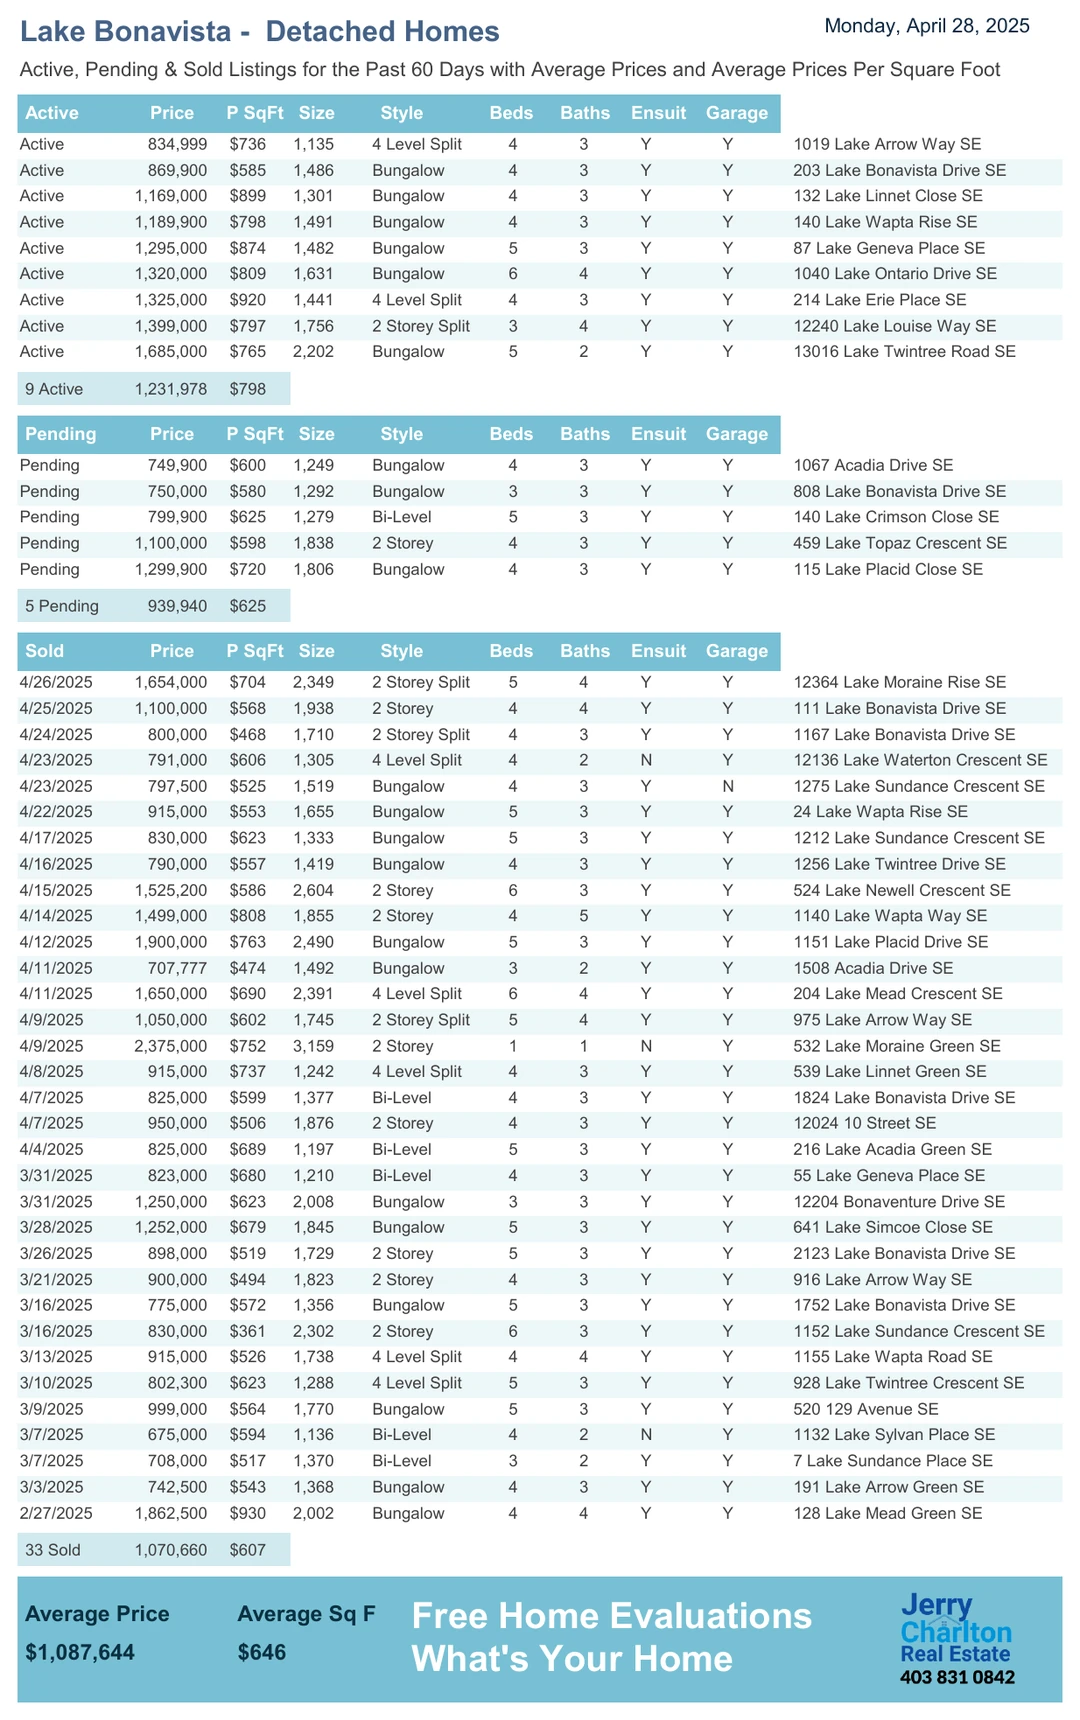 Lake Bonavista -  Detached Homes
Monday, April 28, 2025
Active, Pending & Sold Listings for the Past 60 Days with Average Prices and Average Prices Per Square Foot
Active Price P SqFt Size Style Beds Baths Ensuit Garage
Active 834,999 $736 1,135 4 Level Split 4 3 Y Y 1019 Lake Arrow Way SE
Active 869,900 $585 1,486 Bungalow 4 3 Y Y 203 Lake Bonavista Drive SE
Active 1,169,000 $899 1,301 Bungalow 4 3 Y Y 132 Lake Linnet Close SE
Active 1,189,900 $798 1,491 Bungalow 4 3 Y Y 140 Lake Wapta Rise SE
Active 1,295,000 $874 1,482 Bungalow 5 3 Y Y 87 Lake Geneva Place SE
Active 1,320,000 $809 1,631 Bungalow 6 4 Y Y 1040 Lake Ontario Drive SE
Active 1,325,000 $920 1,441 4 Level Split 4 3 Y Y 214 Lake Erie Place SE
Active 1,399,000 $797 1,756 2 Storey Split 3 4 Y Y 12240 Lake Louise Way SE
Active 1,685,000 $765 2,202 Bungalow 5 2 Y Y 13016 Lake Twintree Road SE
9 Active 1,231,978 $798
Pending Price P SqFt Size Style Beds Baths Ensuit Garage
Pending 749,900 $600 1,249 Bungalow 4 3 Y Y 1067 Acadia Drive SE
Pending 750,000 $580 1,292 Bungalow 3 3 Y Y 808 Lake Bonavista Drive SE
Pending 799,900 $625 1,279 Bi-Level 5 3 Y Y 140 Lake Crimson Close SE
Pending 1,100,000 $598 1,838 2 Storey 4 3 Y Y 459 Lake Topaz Crescent SE
Pending 1,299,900 $720 1,806 Bungalow 4 3 Y Y 115 Lake Placid Close SE
5 Pending 939,940 $625
Sold Price P SqFt Size Style Beds Baths Ensuit Garage
4/26/2025 1,654,000 $704 2,349 2 Storey Split 5 4 Y Y 12364 Lake Moraine Rise SE
4/25/2025 1,100,000 $568 1,938 2 Storey 4 4 Y Y 111 Lake Bonavista Drive SE
4/24/2025 800,000 $468 1,710 2 Storey Split 4 3 Y Y 1167 Lake Bonavista Drive SE
4/23/2025 791,000 $606 1,305 4 Level Split 4 2 N Y 12136 Lake Waterton Crescent SE
4/23/2025 797,500 $525 1,519 Bungalow 4 3 Y N 1275 Lake Sundance Crescent SE
4/22/2025 915,000 $553 1,655 Bungalow 5 3 Y Y 24 Lake Wapta Rise SE
4/17/2025 830,000 $623 1,333 Bungalow 5 3 Y Y 1212 Lake Sundance Crescent SE
4/16/2025 790,000 $557 1,419 Bungalow 4 3 Y Y 1256 Lake Twintree Drive SE
4/15/2025 1,525,200 $586 2,604 2 Storey 6 3 Y Y 524 Lake Newell Crescent SE
4/14/2025 1,499,000 $808 1,855 2 Storey 4 5 Y Y 1140 Lake Wapta Way SE
4/12/2025 1,900,000 $763 2,490 Bungalow 5 3 Y Y 1151 Lake Placid Drive SE
4/11/2025 707,777 $474 1,492 Bungalow 3 2 Y Y 1508 Acadia Drive SE
4/11/2025 1,650,000 $690 2,391 4 Level Split 6 4 Y Y 204 Lake Mead Crescent SE
4/9/2025 1,050,000 $602 1,745 2 Storey Split 5 4 Y Y 975 Lake Arrow Way SE
4/9/2025 2,375,000 $752 3,159 2 Storey 1 1 N Y 532 Lake Moraine Green SE
4/8/2025 915,000 $737 1,242 4 Level Split 4 3 Y Y 539 Lake Linnet Green SE
4/7/2025 825,000 $599 1,377 Bi-Level 4 3 Y Y 1824 Lake Bonavista Drive SE
4/7/2025 950,000 $506 1,876 2 Storey 4 3 Y Y 12024 10 Street SE
4/4/2025 825,000 $689 1,197 Bi-Level 5 3 Y Y 216 Lake Acadia Green SE
3/31/2025 823,000 $680 1,210 Bi-Level 4 3 Y Y 55 Lake Geneva Place SE
3/31/2025 1,250,000 $623 2,008 Bungalow 3 3 Y Y 12204 Bonaventure Drive SE
3/28/2025 1,252,000 $679 1,845 Bungalow 5 3 Y Y 641 Lake Simcoe Close SE
3/26/2025 898,000 $519 1,729 2 Storey 5 3 Y Y 2123 Lake Bonavista Drive SE
3/21/2025 900,000 $494 1,823 2 Storey 4 3 Y Y 916 Lake Arrow Way SE
3/16/2025 775,000 $572 1,356 Bungalow 5 3 Y Y 1752 Lake Bonavista Drive SE
3/16/2025 830,000 $361 2,302 2 Storey 6 3 Y Y 1152 Lake Sundance Crescent SE
3/13/2025 915,000 $526 1,738 4 Level Split 4 4 Y Y 1155 Lake Wapta Road SE
3/10/2025 802,300 $623 1,288 4 Level Split 5 3 Y Y 928 Lake Twintree Crescent SE
3/9/2025 999,000 $564 1,770 Bungalow 5 3 Y Y 520 129 Avenue SE
3/7/2025 675,000 $594 1,136 Bi-Level 4 2 N Y 1132 Lake Sylvan Place SE
3/7/2025 708,000 $517 1,370 Bi-Level 3 2 Y Y 7 Lake Sundance Place SE
3/3/2025 742,500 $543 1,368 Bungalow 4 3 Y Y 191 Lake Arrow Green SE
2/27/2025 1,862,500 $930 2,002 Bungalow 4 4 Y Y 128 Lake Mead Green SE
33 Sold 1,070,660 $607
Average Price Average Sq F
$1,087,644 $646
Free Home Evaluations
What's Your Home
Jerry
Charlton
Real Estate
403 831 0842